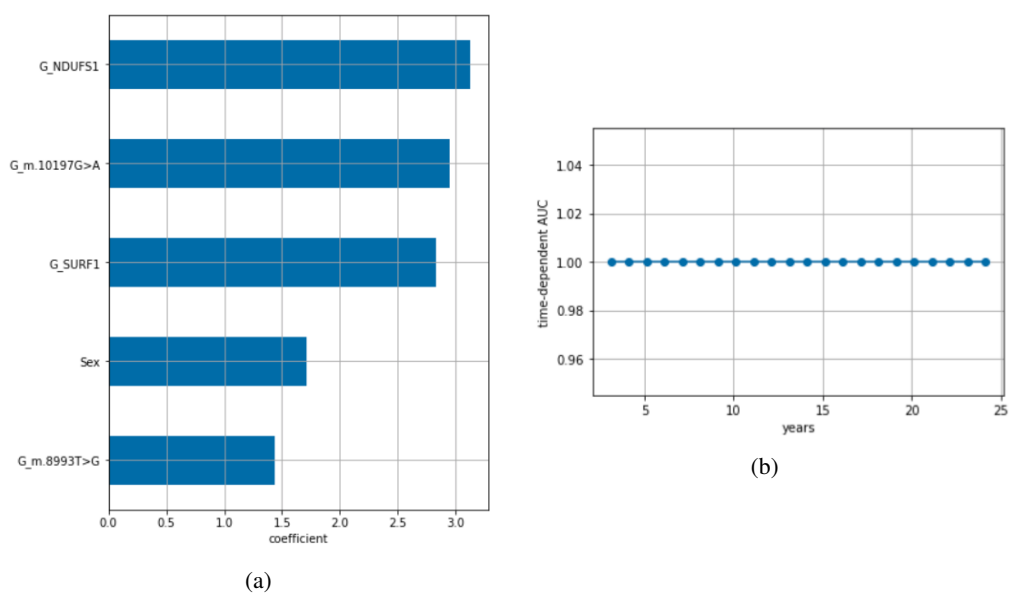 G_NDUFS1
G_m.10197G>A
G_SURF1
Sex
G_m.8993T>G
0.0 0.5 1.0 1.5 2.0 2.5 3.0
coefficient
(a)
1.04
1.02
1.00
0.98
0.96
time-dependent AUC
5 10 15 20 25
years
(b)